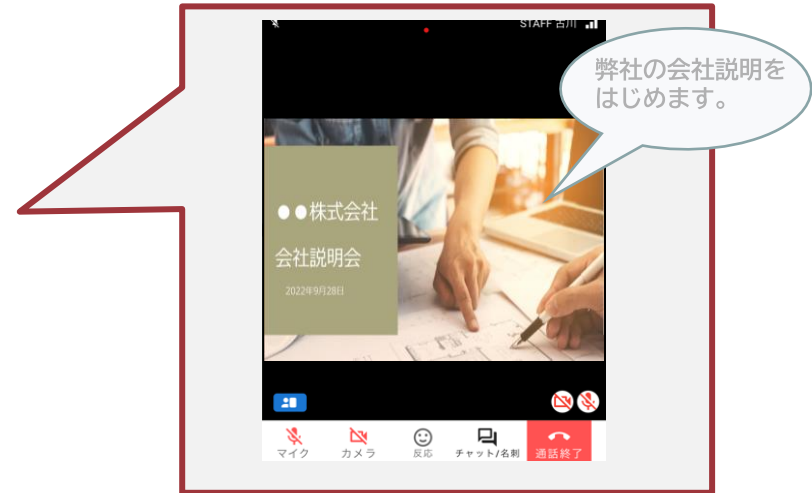 STAFF 古川
弊社の会社説明を
はじめます。
●●株式会社
会社説明会
2022年9月28日
マイク
カメラ
反応
チャット/名刺
通話終了